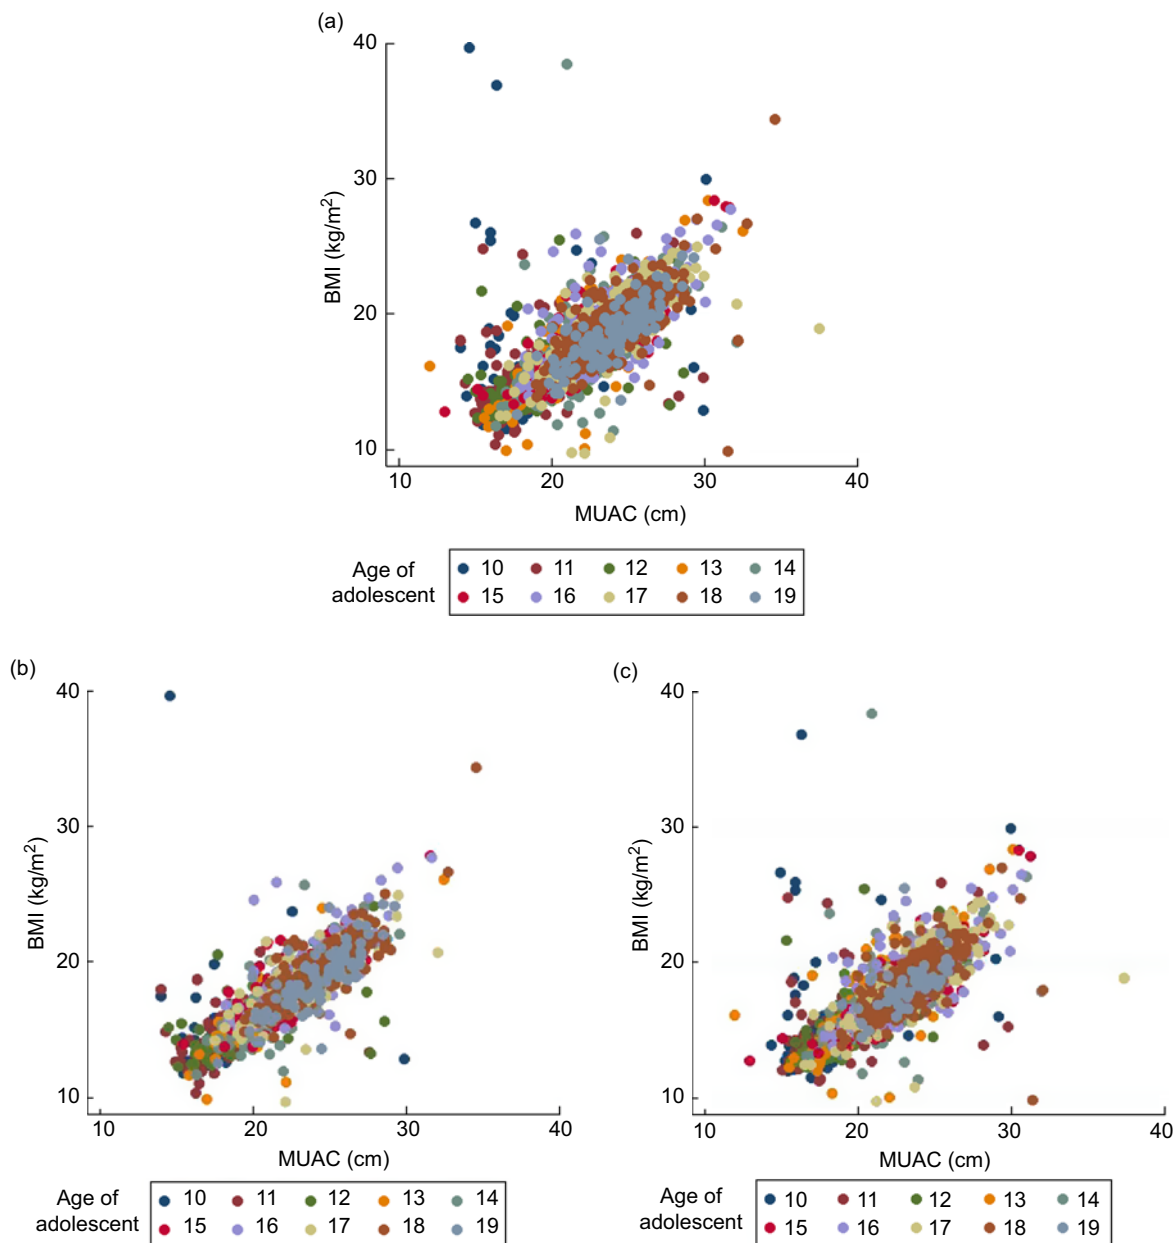 (a)
40
30
20
10
BMI (kg/m²)
10 20 30 40
MUAC (cm)
Age of adolescent
10 11 12 13 14
15 16 17 18 19
(b)
40
30
20
10
BMI (kg/m²)
10 20 30 40
MUAC (cm)
Age of adolescent
10 11 12 13 14
15 16 17 18 19
(c)
40
30
20
10
BMI (kg/m²)
10 20 30 40
MUAC (cm)
Age of adolescent
10 11 12 13 14
15 16 17 18 19